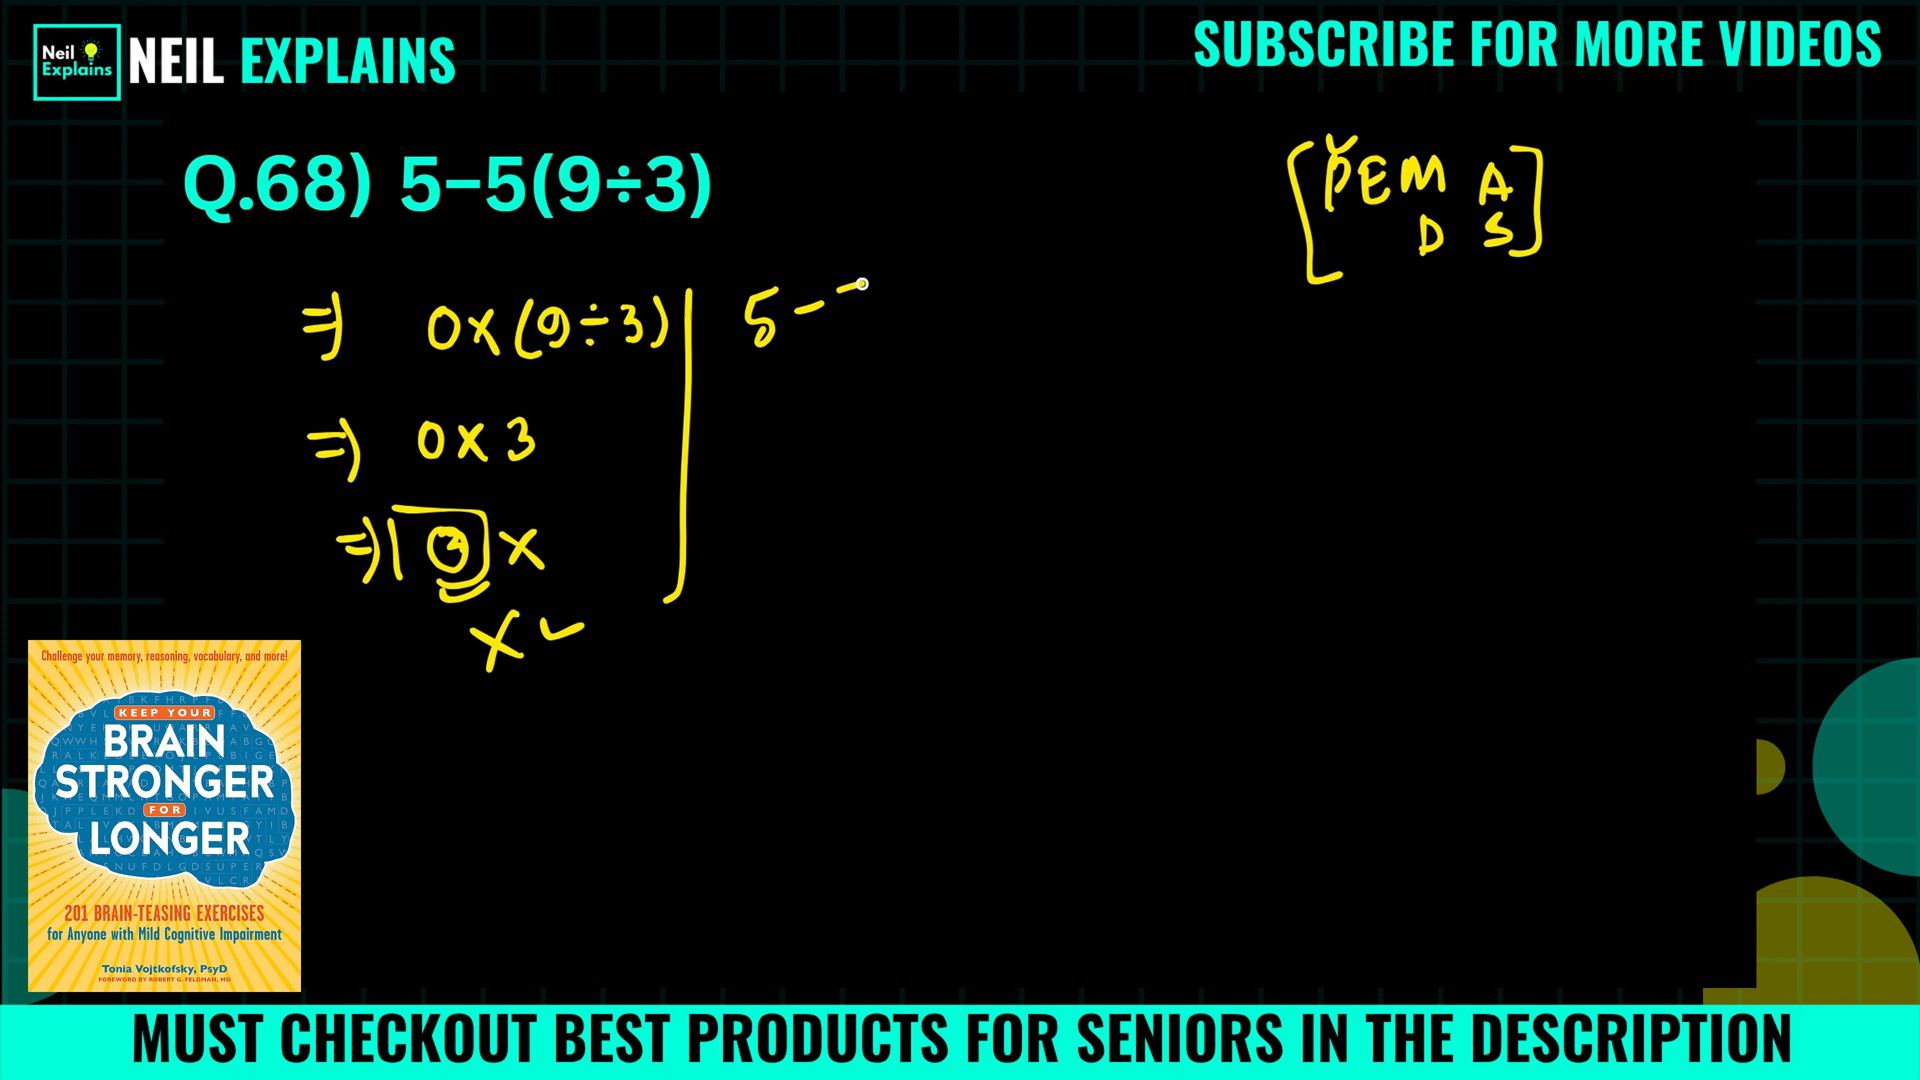 Neil
Explains
NEIL EXPLAINS
SUBSCRIBE FOR MORE VIDEOS
Q.68) 5–5(9÷3)
PEM A
D S
⇒ 0×(9÷3)
5 - -
⇒ 0×3
⇒ 0 ×
×
Challenge your memory, reasoning, vocabulary, and more!
KEEP YOUR
BRAIN
STRONGER
FOR
LONGER
201 BRAIN-TEASING EXERCISES
for Anyone with Mild Cognitive Impairment
Tonia Vojtkofsky, PsyD
FOREWORD BY ROBERT G. FELDMAN, MD
MUST CHECKOUT BEST PRODUCTS FOR SENIORS IN THE DESCRIPTION